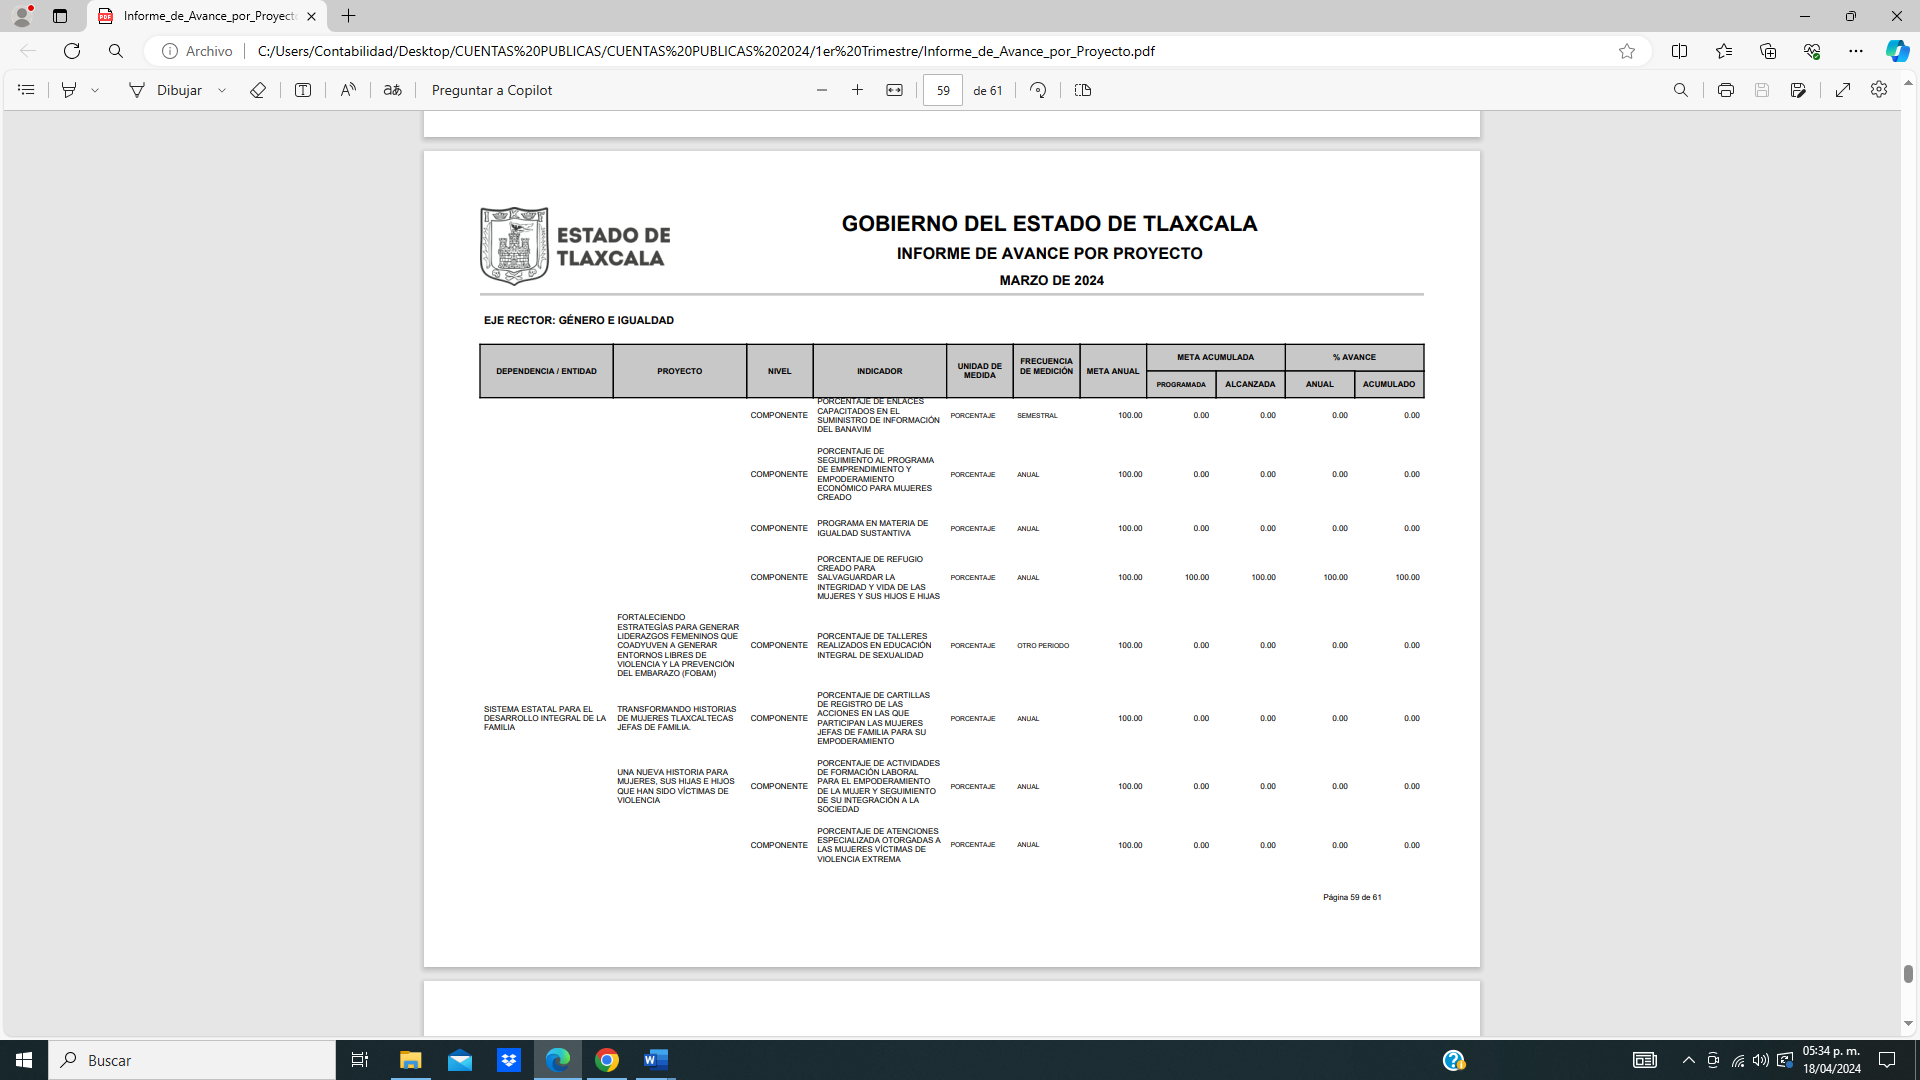 Informe_de_Avance_por_Proyecto
Archivo
C:/Users/Contabilidad/Desktop/CUENTAS%20PUBLICAS/CUENTAS%20PUBLICAS%202024/1er%20Trimestre/Informe_de_Avance_por_Proyecto.pdf
Dibujar
Preguntar a Copilot
59
de 61
ESTADO DE
TLAXCALA
GOBIERNO DEL ESTADO DE TLAXCALA
INFORME DE AVANCE POR PROYECTO
MARZO DE 2024
EJE RECTOR: GÉNERO E IGUALDAD
DEPENDENCIA / ENTIDAD
PROYECTO
NIVEL
INDICADOR
UNIDAD DE
MEDIDA
FRECUENCIA
DE MEDICIÓN
META ANUAL
META ACUMULADA
PROGRAMADA
ALCANZADA
% AVANCE
ANUAL
ACUMULADO
COMPONENTE
PORCENTAJE DE ENLACES
CAPACITADOS EN EL
SUMINISTRO DE INFORMACIÓN
DEL BANAVIM
PORCENTAJE
SEMESTRAL
100.00 0.00 0.00 0.00 0.00
COMPONENTE
PORCENTAJE DE
SEGUIMIENTO AL PROGRAMA
DE EMPRENDIMIENTO Y
EMPODERAMIENTO
ECONÓMICO PARA MUJERES
CREADO
PORCENTAJE
ANUAL
100.00 0.00 0.00 0.00 0.00
COMPONENTE
PROGRAMA EN MATERIA DE
IGUALDAD SUSTANTIVA
PORCENTAJE
ANUAL
100.00 0.00 0.00 0.00 0.00
COMPONENTE
PORCENTAJE DE REFUGIO
CREADO PARA
SALVAGUARDAR LA
INTEGRIDAD Y VIDA DE LAS
MUJERES Y SUS HIJOS E HIJAS
PORCENTAJE
ANUAL
100.00 100.00 100.00 100.00 100.00
FORTALECIENDO
ESTRATEGÍAS PARA GENERAR
LIDERAZGOS FEMENINOS QUE
COADYUVEN A GENERAR
ENTORNOS LIBRES DE
VIOLENCIA Y LA PREVENCIÓN
DEL EMBARAZO (FOBAM)
COMPONENTE
PORCENTAJE DE TALLERES
REALIZADOS EN EDUCACIÓN
INTEGRAL DE SEXUALIDAD
PORCENTAJE
OTRO PERIODO
100.00 0.00 0.00 0.00 0.00
SISTEMA ESTATAL PARA EL
DESARROLLO INTEGRAL DE LA
FAMILIA
TRANSFORMANDO HISTORIAS
DE MUJERES TLAXCALTECAS
JEFAS DE FAMILIA.
COMPONENTE
PORCENTAJE DE CARTILLAS
DE REGISTRO DE LAS
ACCIONES EN LAS QUE
PARTICIPAN LAS MUJERES
JEFAS DE FAMILIA PARA SU
EMPODERAMIENTO
PORCENTAJE
ANUAL
100.00 0.00 0.00 0.00 0.00
UNA NUEVA HISTORIA PARA
MUJERES, SUS HIJAS E HIJOS
QUE HAN SIDO VÍCTIMAS DE
VIOLENCIA
COMPONENTE
PORCENTAJE DE ACTIVIDADES
DE FORMACIÓN LABORAL
PARA EL EMPODERAMIENTO
DE LA MUJER Y SEGUIMIENTO
DE SU INTEGRACIÓN A LA
SOCIEDAD
PORCENTAJE
ANUAL
100.00 0.00 0.00 0.00 0.00
COMPONENTE
PORCENTAJE DE ATENCIONES
ESPECIALIZADA OTORGADAS A
LAS MUJERES VÍCTIMAS DE
VIOLENCIA EXTREMA
PORCENTAJE
ANUAL
100.00 0.00 0.00 0.00 0.00
Página 59 de 61
Buscar
05:34 p. m.
18/04/2024